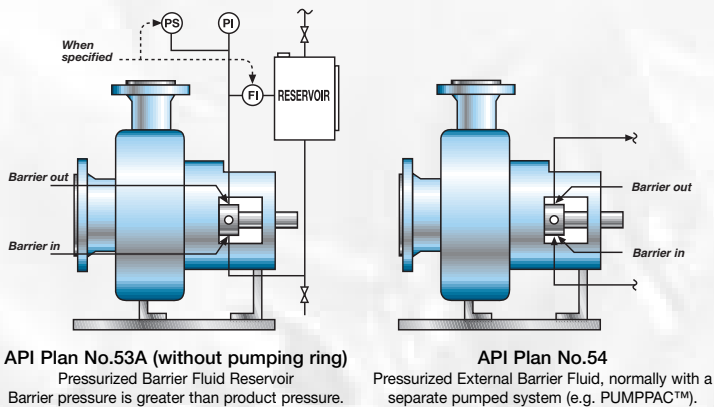 PS
PI
When
specified
FI
RESERVOIR
Barrier out
Barrier in
API Plan No.53A (without pumping ring)
Pressurized Barrier Fluid Reservoir
Barrier pressure is greater than product pressure.
Barrier out
Barrier in
API Plan No.54
Pressurized External Barrier Fluid, normally with a
separate pumped system (e.g. PUMPPAC™).